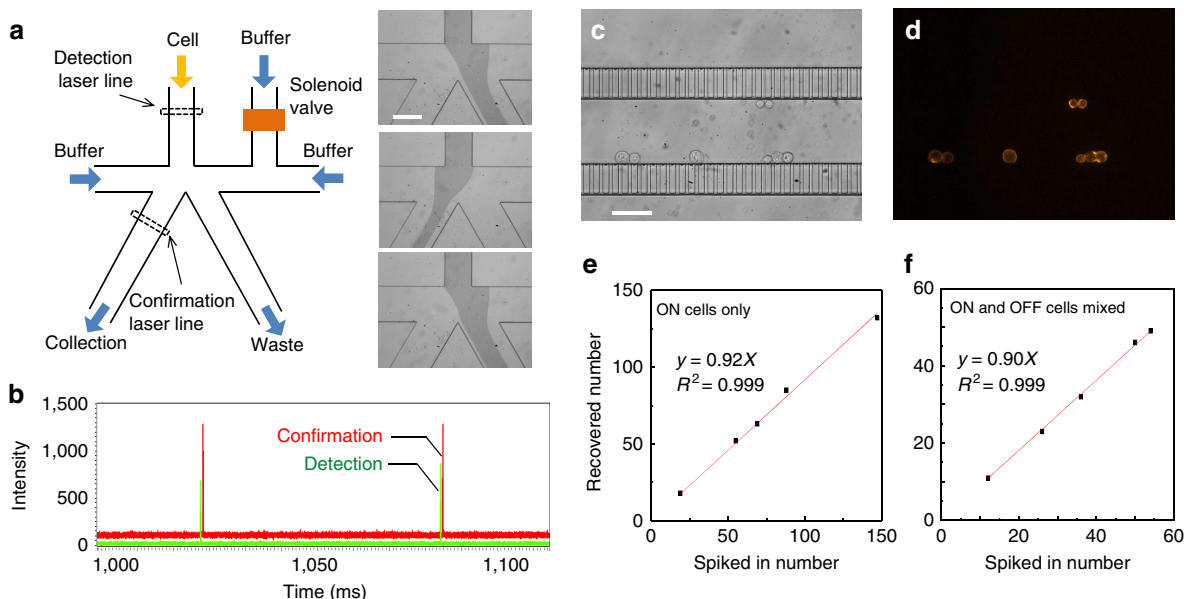 a
Cell
Buffer
Detection
laser line
Solenoid
valve
Buffer
Buffer
Confirmation
laser line
Collection
Waste
b
1,500
1,000
500
0
Intensity
Confirmation
Detection
1,000
1,050
1,100
Time (ms)
c
d
e
150
100
50
0
Recovered number
ON cells only
y = 0.92X
R² = 0.999
0
50
100
150
Spiked in number
f
60
40
20
0
ON and OFF cells mixed
y = 0.90X
R² = 0.999
0
20
40
60
Spiked in number